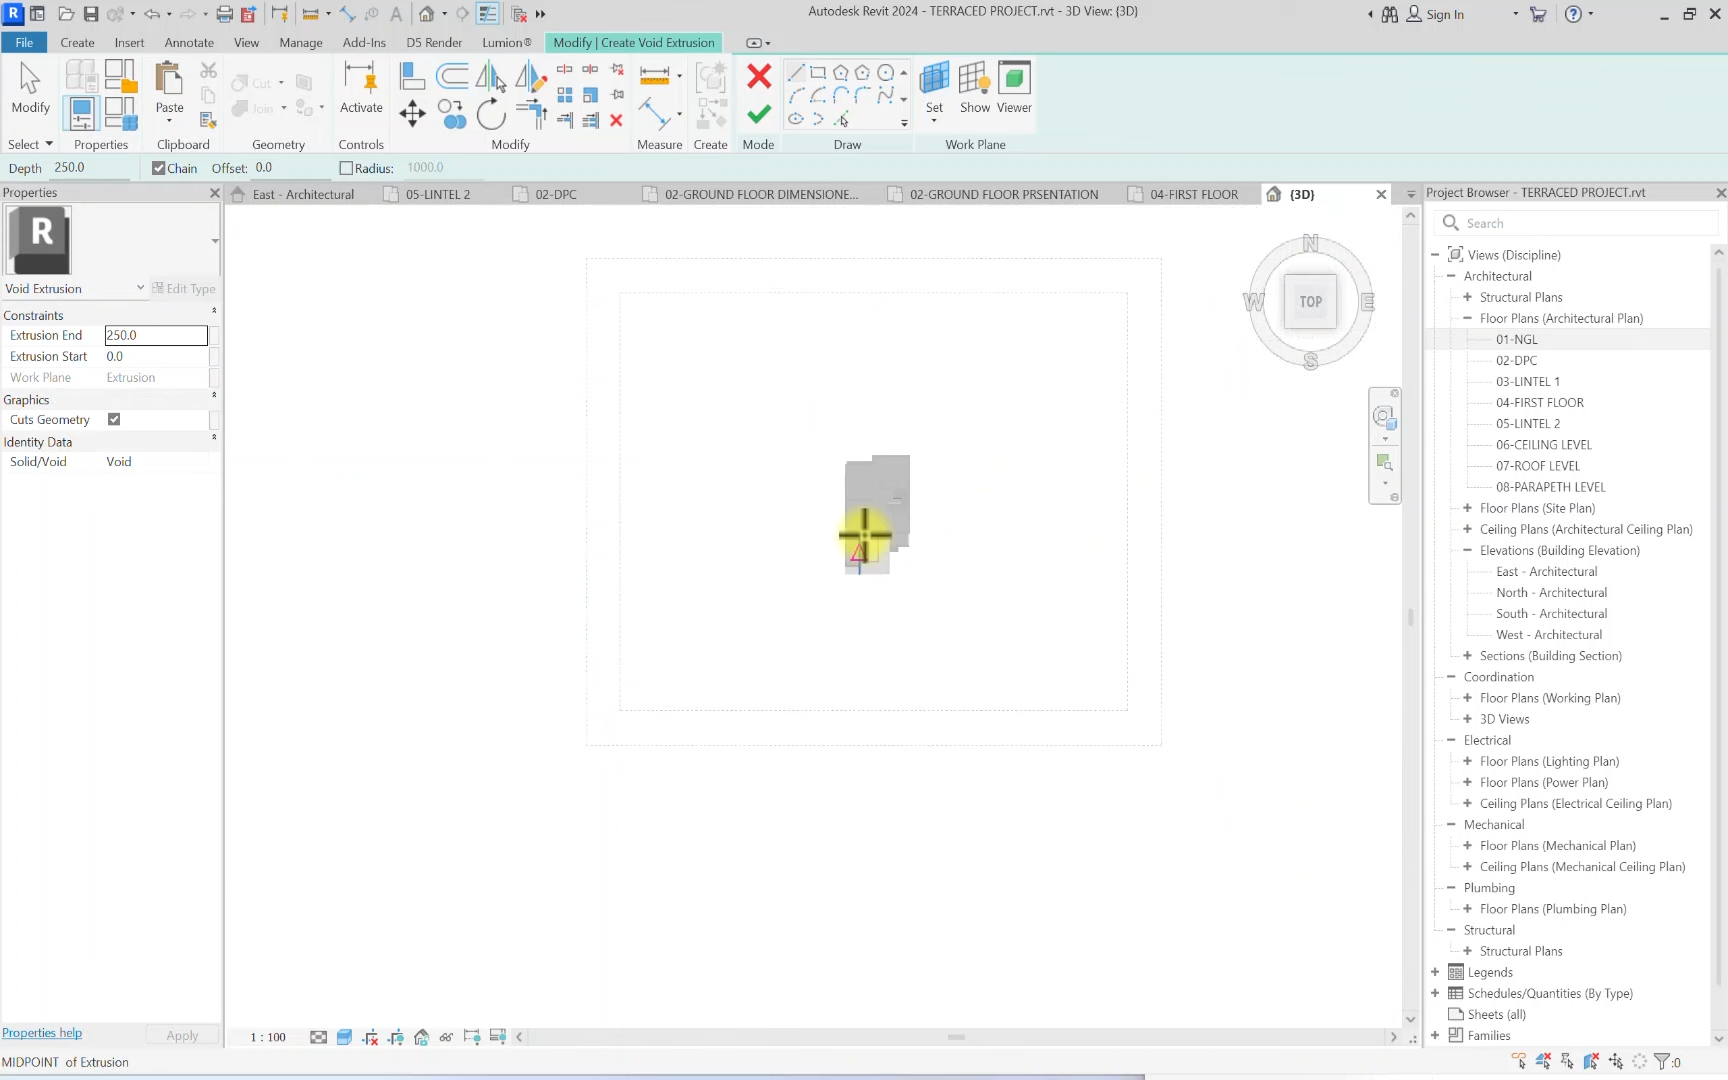 Autodesk Revit 2024 - TERRACED PROJECT.rvt - 3D View: {3D}
Sign In
File Create Insert Annotate View Manage Add-Ins D5 Render Lumion® Modify | Create Void Extrusion
Modify
Paste
Cut
Join
Activate
Set Show Viewer
Select Properties Clipboard Geometry Controls Modify Measure Create Mode Draw Work Plane
Depth 250.0 Chain Offset: 0.0 Radius: 1000.0
Properties
East - Architectural 05-LINTEL 2 02-DPC 02-GROUND FLOOR DIMENSIONE... 02-GROUND FLOOR PRSENTATION 04-FIRST FLOOR {3D}
R
Void Extrusion Edit Type
Constraints
Extrusion End 250.0
Extrusion Start 0.0
Work Plane Extrusion
Graphics
Cuts Geometry
Identity Data
Solid/Void Void
Properties help Apply
N
W TOP E
S
1 : 100
MIDPOINT of Extrusion
Project Browser - TERRACED PROJECT.rvt
Search
Views (Discipline)
Architectural
Structural Plans
Floor Plans (Architectural Plan)
01-NGL
02-DPC
03-LINTEL 1
04-FIRST FLOOR
05-LINTEL 2
06-CEILING LEVEL
07-ROOF LEVEL
08-PARAPETH LEVEL
Floor Plans (Site Plan)
Ceiling Plans (Architectural Ceiling Plan)
Elevations (Building Elevation)
East - Architectural
North - Architectural
South - Architectural
West - Architectural
Sections (Building Section)
Coordination
Floor Plans (Working Plan)
3D Views
Electrical
Floor Plans (Lighting Plan)
Floor Plans (Power Plan)
Ceiling Plans (Electrical Ceiling Plan)
Mechanical
Floor Plans (Mechanical Plan)
Ceiling Plans (Mechanical Ceiling Plan)
Plumbing
Floor Plans (Plumbing Plan)
Structural
Structural Plans
Legends
Schedules/Quantities (By Type)
Sheets (all)
Families
:0